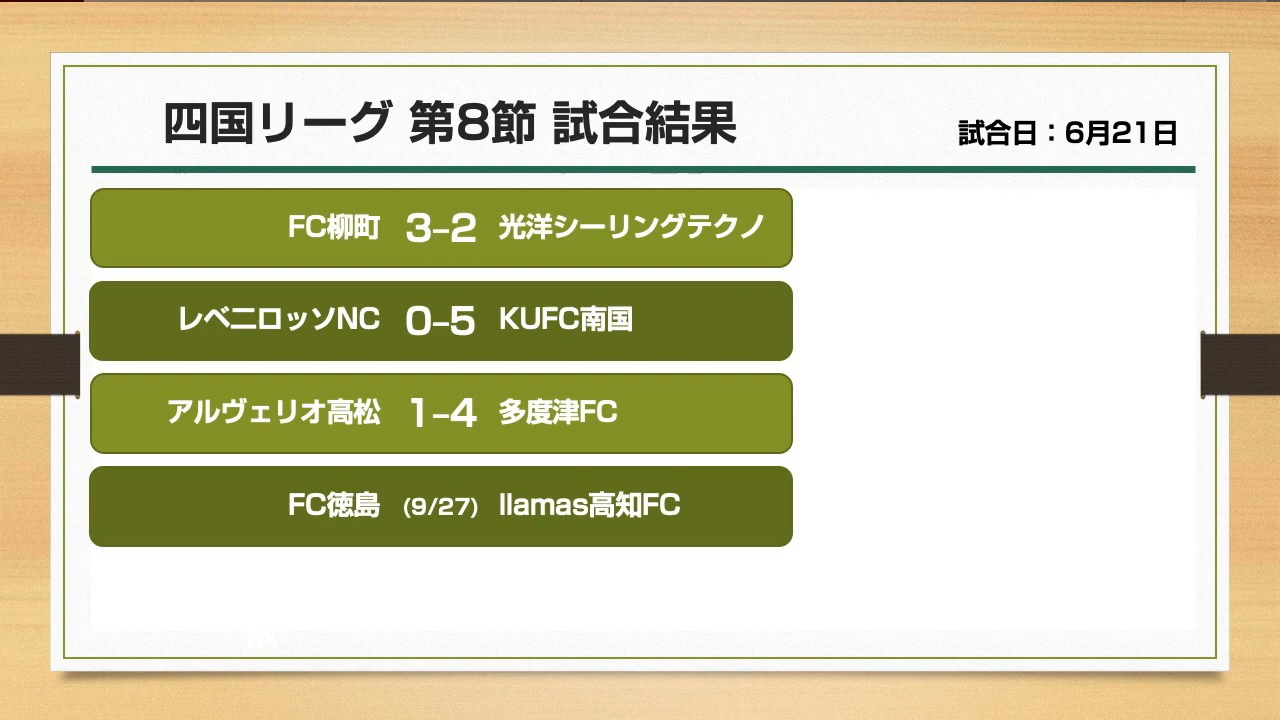 四国リーグ 第8節 試合結果
試合日：6月21日
FC柳町 3–2 光洋シーリングテクノ
レベニロッソNC 0–5 KUFC南国
アルヴェリオ高松 1–4 多度津FC
FC徳島 (9/27) llamas高知FC